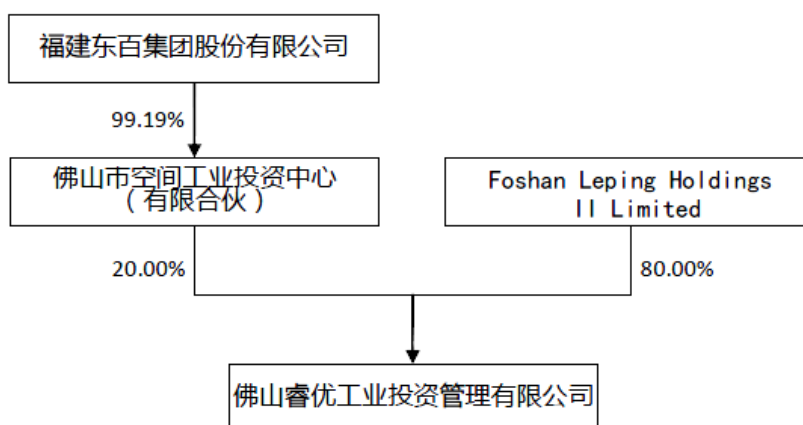 福建东百集团股份有限公司
99.19%
佛山市空间工业投资中心
（有限合伙）
Foshan Leping Holdings
II Limited
20.00%
80.00%
佛山睿优工业投资管理有限公司